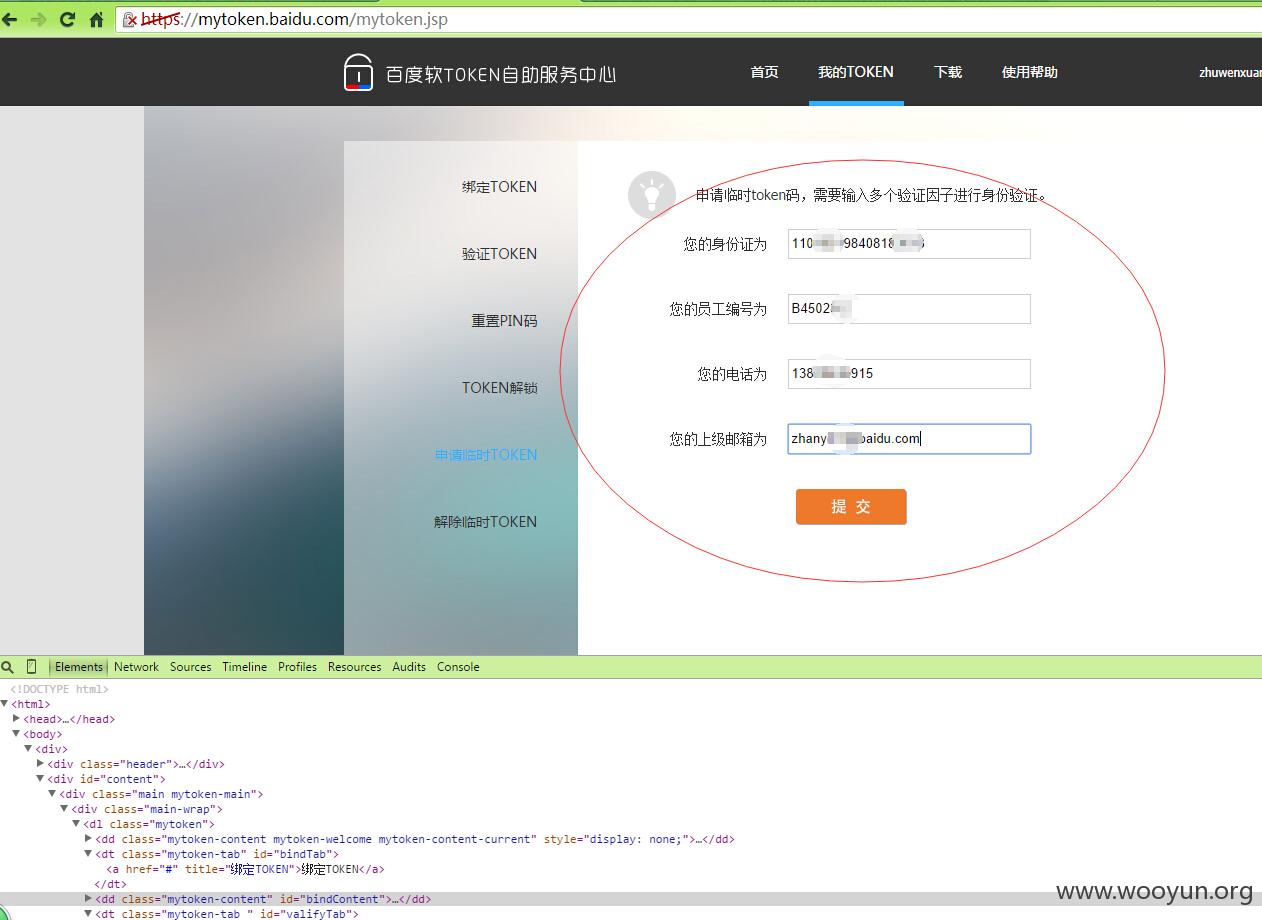 https://mytoken.baidu.com/mytoken.jsp
百度软TOKEN自助服务中心 首页 我的TOKEN 下载 使用帮助 zhuwenxuan
绑定TOKEN
验证TOKEN
重置PIN码
TOKEN解锁
申请临时TOKEN
解除临时TOKEN
申请临时token码，需要输入多个验证因子进行身份验证。
您的身份证为 110 9840818
您的员工编号为 B4502
您的电话为 138 915
您的上级邮箱为 zhany baidu.com
提 交
Elements Network Sources Timeline Profiles Resources Audits Console
<!DOCTYPE html>
▼<html>
▶<head>…</head>
▼<body>
▼<div>
▶<div class="header">…</div>
▼<div id="content">
▼<div class="main mytoken-main">
▼<div class="main-wrap">
▼<dl class="mytoken">
▶<dd class="mytoken-content mytoken-welcome mytoken-content-current" style="display: none;">…</dd>
▼<dt class="mytoken-tab" id="bindTab">
<a href="#" title="绑定TOKEN">绑定TOKEN</a>
</dt>
▶<dd class="mytoken-content" id="bindContent">…</dd>
▼<dt class="mytoken-tab " id="valifyTab">
www.wooyun.org